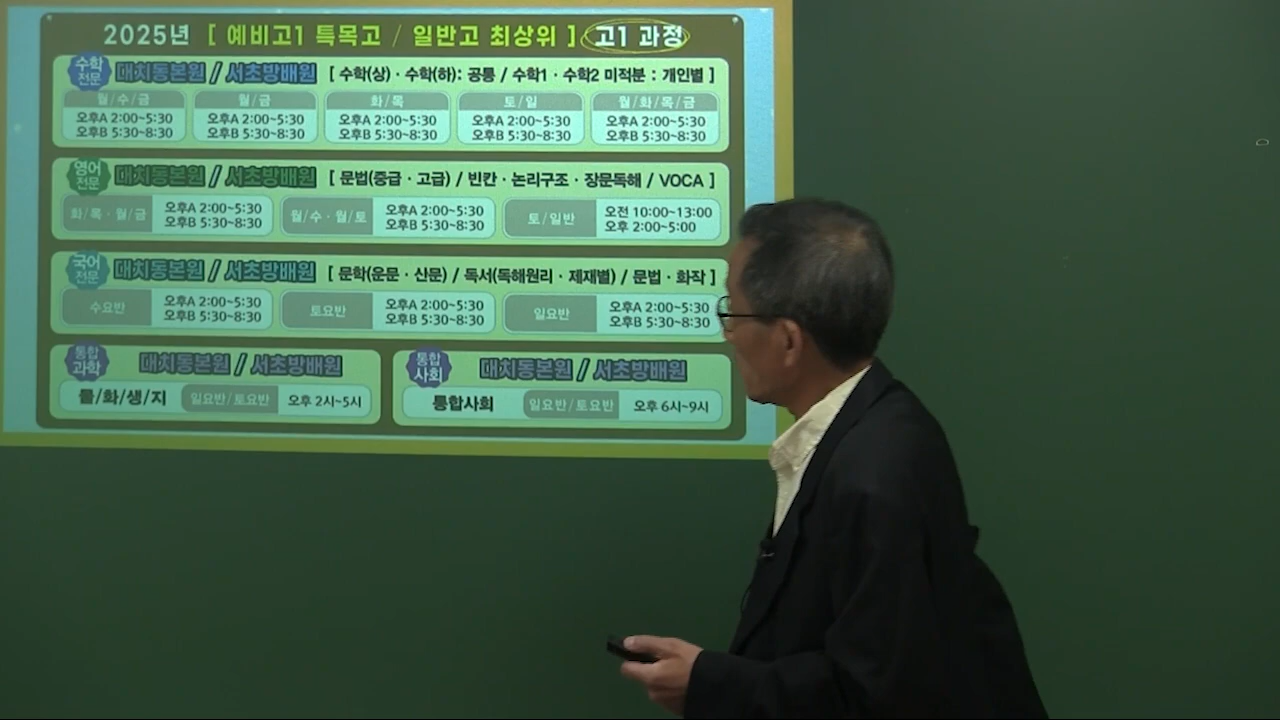 2025년 [ 예비고1 특목고 / 일반고 최상위 ] 고1 과정
수학
전문
대치동본원 / 서초방배원 [ 수학(상) · 수학(하): 공통 / 수학1 · 수학2 미적분 : 개인별 ]
월/수/금
오후A 2:00~5:30
오후B 5:30~8:30
월/금
오후A 2:00~5:30
오후B 5:30~8:30
화/목
오후A 2:00~5:30
오후B 5:30~8:30
토/일
오후A 2:00~5:30
오후B 5:30~8:30
월/화/목/금
오후A 2:00~5:30
오후B 5:30~8:30
영어
전문
대치동본원 / 서초방배원 [ 문법(중급 · 고급) / 빈칸 · 논리구조 · 장문독해 / VOCA ]
화/목 · 월/금
오후A 2:00~5:30
오후B 5:30~8:30
월/수 · 월/토
오후A 2:00~5:30
오후B 5:30~8:30
토/일반
오전 10:00~13:00
오후 2:00~5:00
국어
전문
대치동본원 / 서초방배원 [ 문학(운문 · 산문) / 독서(독해원리 · 제재별) / 문법 · 화작 ]
수요반
오후A 2:00~5:30
오후B 5:30~8:30
토요반
오후A 2:00~5:30
오후B 5:30~8:30
일요반
오후A 2:00~5:30
오후B 5:30~8:30
통합
과학
대치동본원 / 서초방배원
물/화/생/지
일요반/토요반
오후 2시~5시
통합
사회
대치동본원 / 서초방배원
통합사회
일요반/토요반
오후 6시~9시